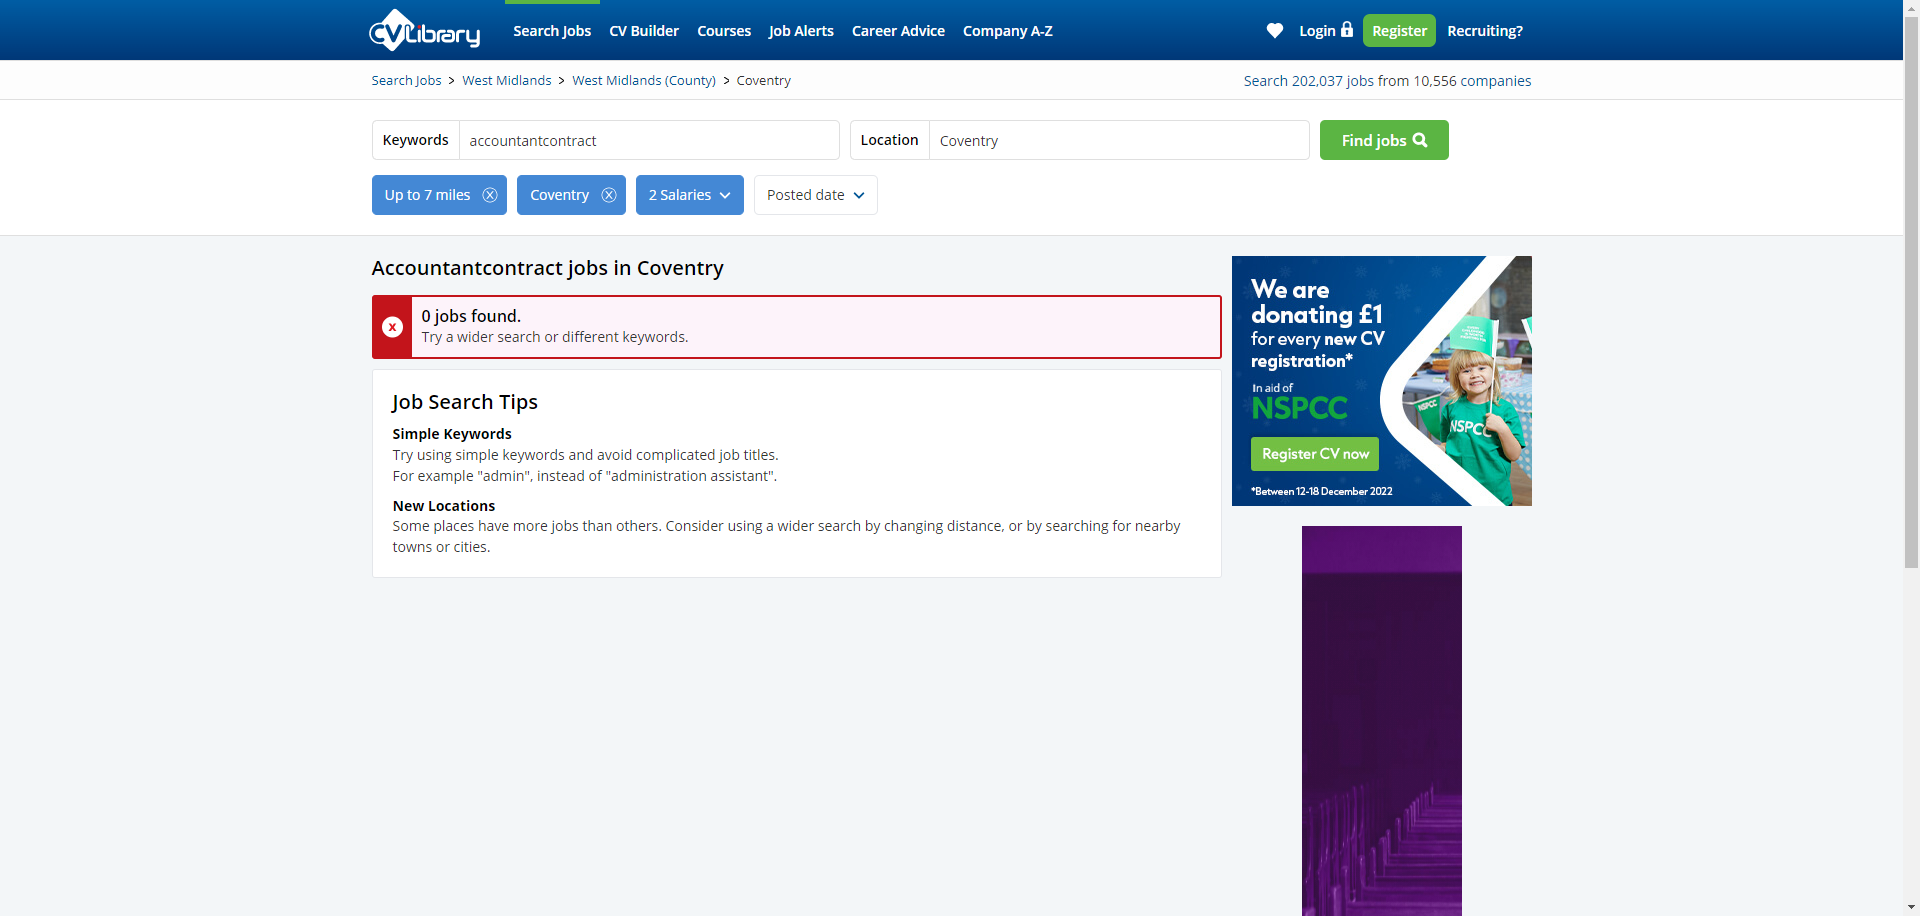 CVLibrary
Search Jobs
CV Builder
Courses
Job Alerts
Career Advice
Company A-Z
Login
Register
Recruiting?
Search Jobs > West Midlands > West Midlands (County) > Coventry
Search 202,037 jobs from 10,556 companies
Keywords
accountantcontract
Location
Coventry
Find jobs
Up to 7 miles
Coventry
2 Salaries
Posted date
Accountantcontract jobs in Coventry
0 jobs found.
Try a wider search or different keywords.
Job Search Tips
Simple Keywords
Try using simple keywords and avoid complicated job titles.
For example "admin", instead of "administration assistant".
New Locations
Some places have more jobs than others. Consider using a wider search by changing distance, or by searching for nearby
towns or cities.
We are
donating £1
for every new CV
registration*
In aid of
NSPCC
Register CV now
*Between 12-18 December 2022
NSPCC
NSPCC